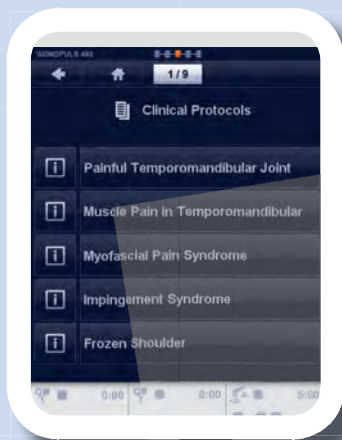 SONOPULS 492
1/9
Clinical Protocols
Painful Temporomandibular Joint
Muscle Pain in Temporomandibular
Myofascial Pain Syndrome
Impingement Syndrome
Frozen Shoulder
0:00 0:00 5:00